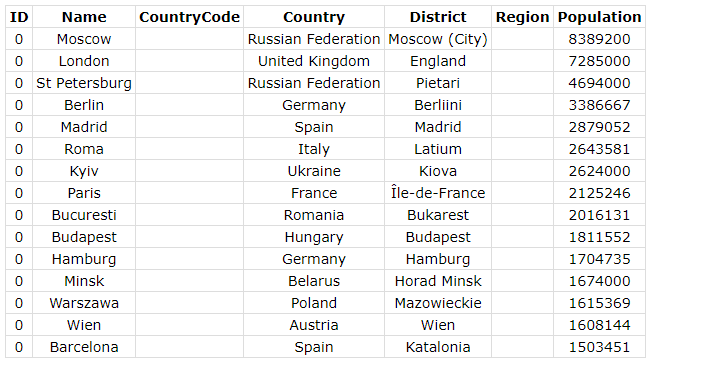 ID Name CountryCode Country District Region Population
0 Moscow Russian Federation Moscow (City) 8389200
0 London United Kingdom England 7285000
0 St Petersburg Russian Federation Pietari 4694000
0 Berlin Germany Berliini 3386667
0 Madrid Spain Madrid 2879052
0 Roma Italy Latium 2643581
0 Kyiv Ukraine Kiova 2624000
0 Paris France Île-de-France 2125246
0 Bucuresti Romania Bukarest 2016131
0 Budapest Hungary Budapest 1811552
0 Hamburg Germany Hamburg 1704735
0 Minsk Belarus Horad Minsk 1674000
0 Warszawa Poland Mazowieckie 1615369
0 Wien Austria Wien 1608144
0 Barcelona Spain Katalonia 1503451